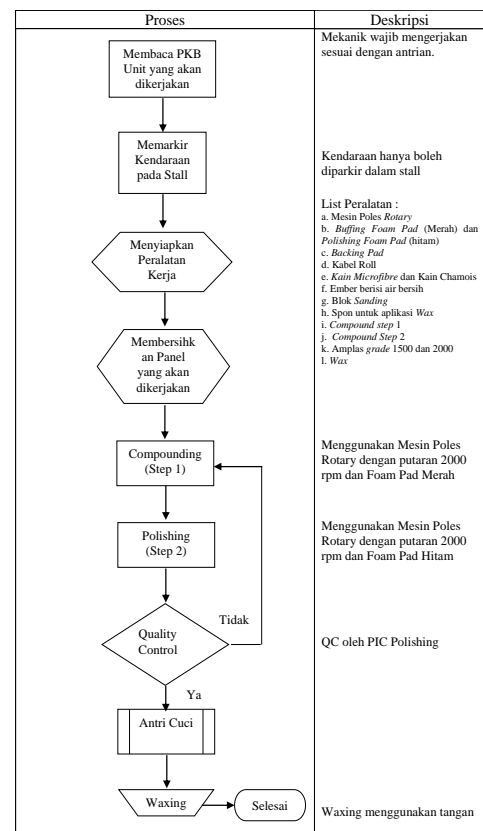 Proses
Deskripsi
Membaca PKB
Unit yang akan
dikerjakan
Mekanik wajib mengerjakan
sesuai dengan antrian.
Memarkir
Kendaraan
pada Stall
Kendaraan hanya boleh
diparkir dalam stall
Menyiapkan
Peralatan
Kerja
List Peralatan :
a. Mesin Poles Rotary
b. Buffing Foam Pad (Merah) dan
Polishing Foam Pad (hitam)
c. Backing Pad
d. Kabel Roll
e. Kain Microfibre dan Kain Chamois
f. Ember berisi air bersih
g. Blok Sanding
h. Spon untuk aplikasi Wax
i. Compound step 1
j. Compound Step 2
k. Amplas grade 1500 dan 2000
l. Wax
Membersihk
an Panel
yang akan
dikerjakan
Compounding
(Step 1)
Menggunakan Mesin Poles
Rotary dengan putaran 2000
rpm dan Foam Pad Merah
Polishing
(Step 2)
Menggunakan Mesin Poles
Rotary dengan putaran 2000
rpm dan Foam Pad Hitam
Tidak
Quality
Control
QC oleh PIC Polishing
Ya
Antri Cuci
Waxing
Selesai
Waxing menggunakan tangan